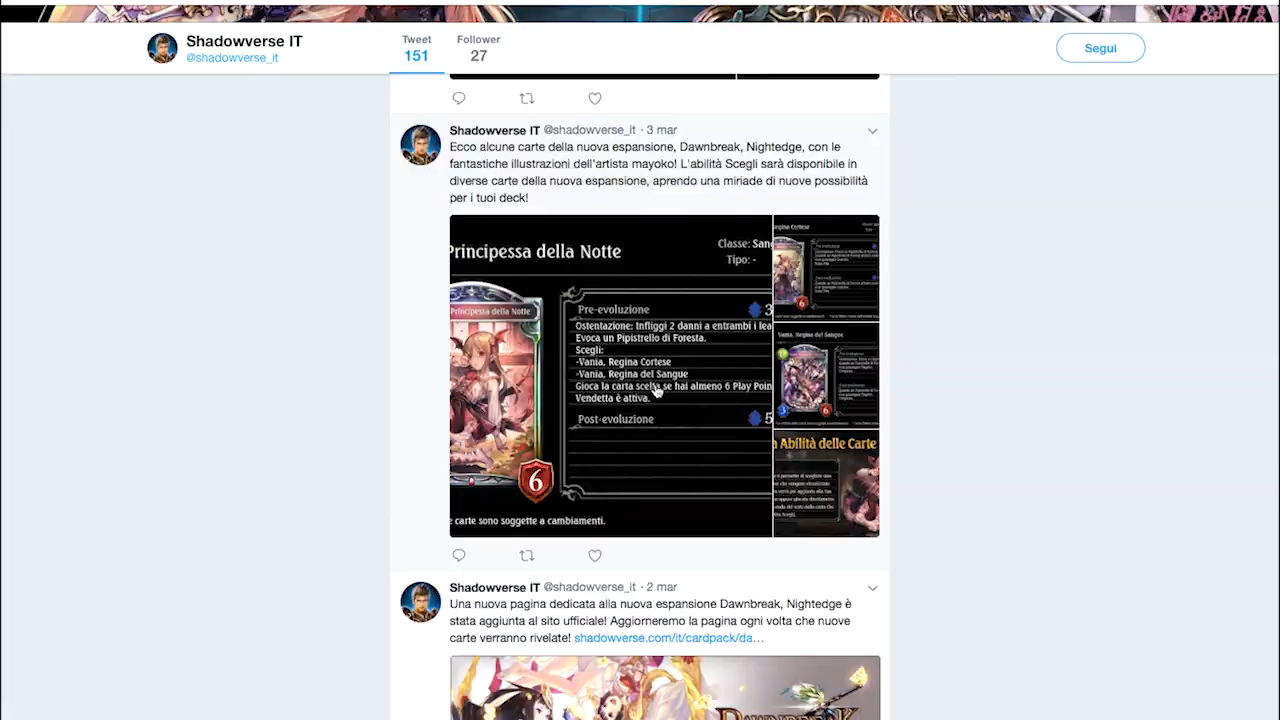 Shadowverse IT
@shadowverse_it
Tweet
151
Follower
27
Segui
Shadowverse IT @shadowverse_it · 3 mar
Ecco alcune carte della nuova espansione, Dawnbreak, Nightedge, con le
fantastiche illustrazioni dell'artista mayoko! L'abilità Scegli sarà disponibile in
diverse carte della nuova espansione, aprendo una miriade di nuove possibilità
per i tuoi deck!
Principessa della Notte
Classe: Sang
Tipo: -
Principessa della Notte
Pre-evoluzione 3
Ostentazione: Infliggi 2 danni a entrambi i lea
Evoca un Pipistrello di Foresta.
Scegli:
-Vania, Regina Cortese
-Vania, Regina del Sangue
Gioca la carta scelta se hai almeno 6 Play Poin
Vendetta è attiva.
Post-evoluzione 5
6
e carte sono soggette a cambiamenti.
Regina Cortese
6
Vania, Regina del Sangue
6
a Abilità delle Carte
Shadowverse IT @shadowverse_it · 2 mar
Una nuova pagina dedicata alla nuova espansione Dawnbreak, Nightedge è
stata aggiunta al sito ufficiale! Aggiorneremo la pagina ogni volta che nuove
carte verranno rivelate! shadowverse.com/it/cardpack/da…
DAWNBREAK